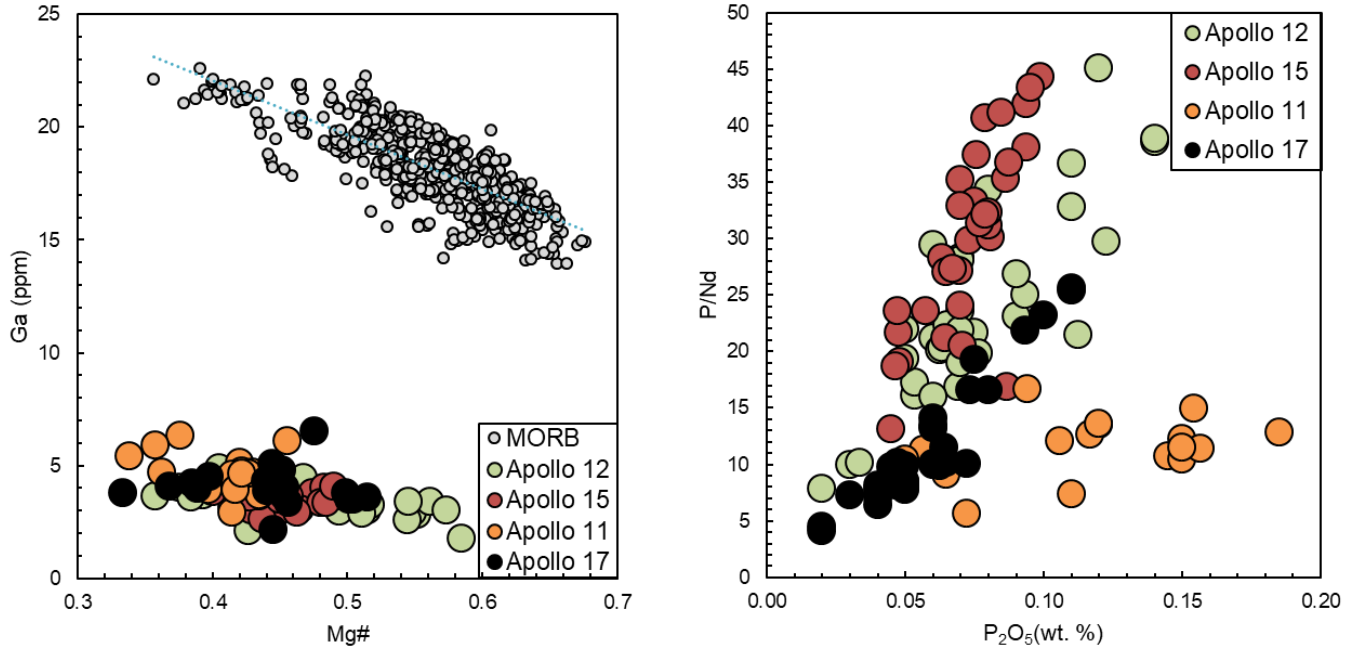 25
20
15
10
5
0
Ga (ppm)
0.3 0.4 0.5 0.6 0.7
Mg#
MORB
Apollo 12
Apollo 15
Apollo 11
Apollo 17
50
45
40
35
30
25
20
15
10
5
0
P/Nd
0.00 0.05 0.10 0.15 0.20
P₂O₅(wt. %)
Apollo 12
Apollo 15
Apollo 11
Apollo 17